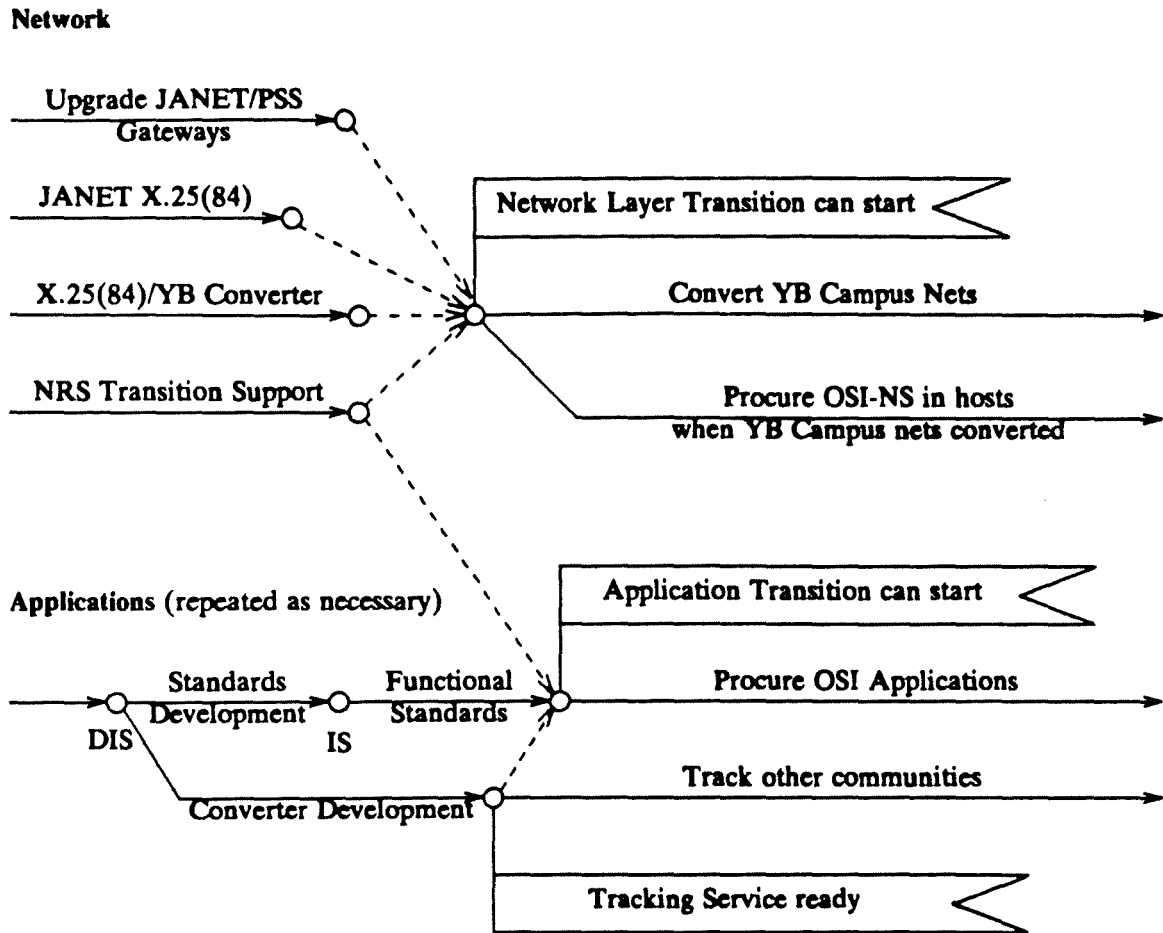 Network
Upgrade JANET/PSS
Gateways
JANET X.25(84)
Network Layer Transition can start
X.25(84)/YB Converter
Convert YB Campus Nets
NRS Transition Support
Procure OSI-NS in hosts
when YB Campus nets converted
Application Transition can start
Applications (repeated as necessary)
Standards
Development
Functional
Standards
Procure OSI Applications
DIS
IS
Track other communities
Converter Development
Tracking Service ready